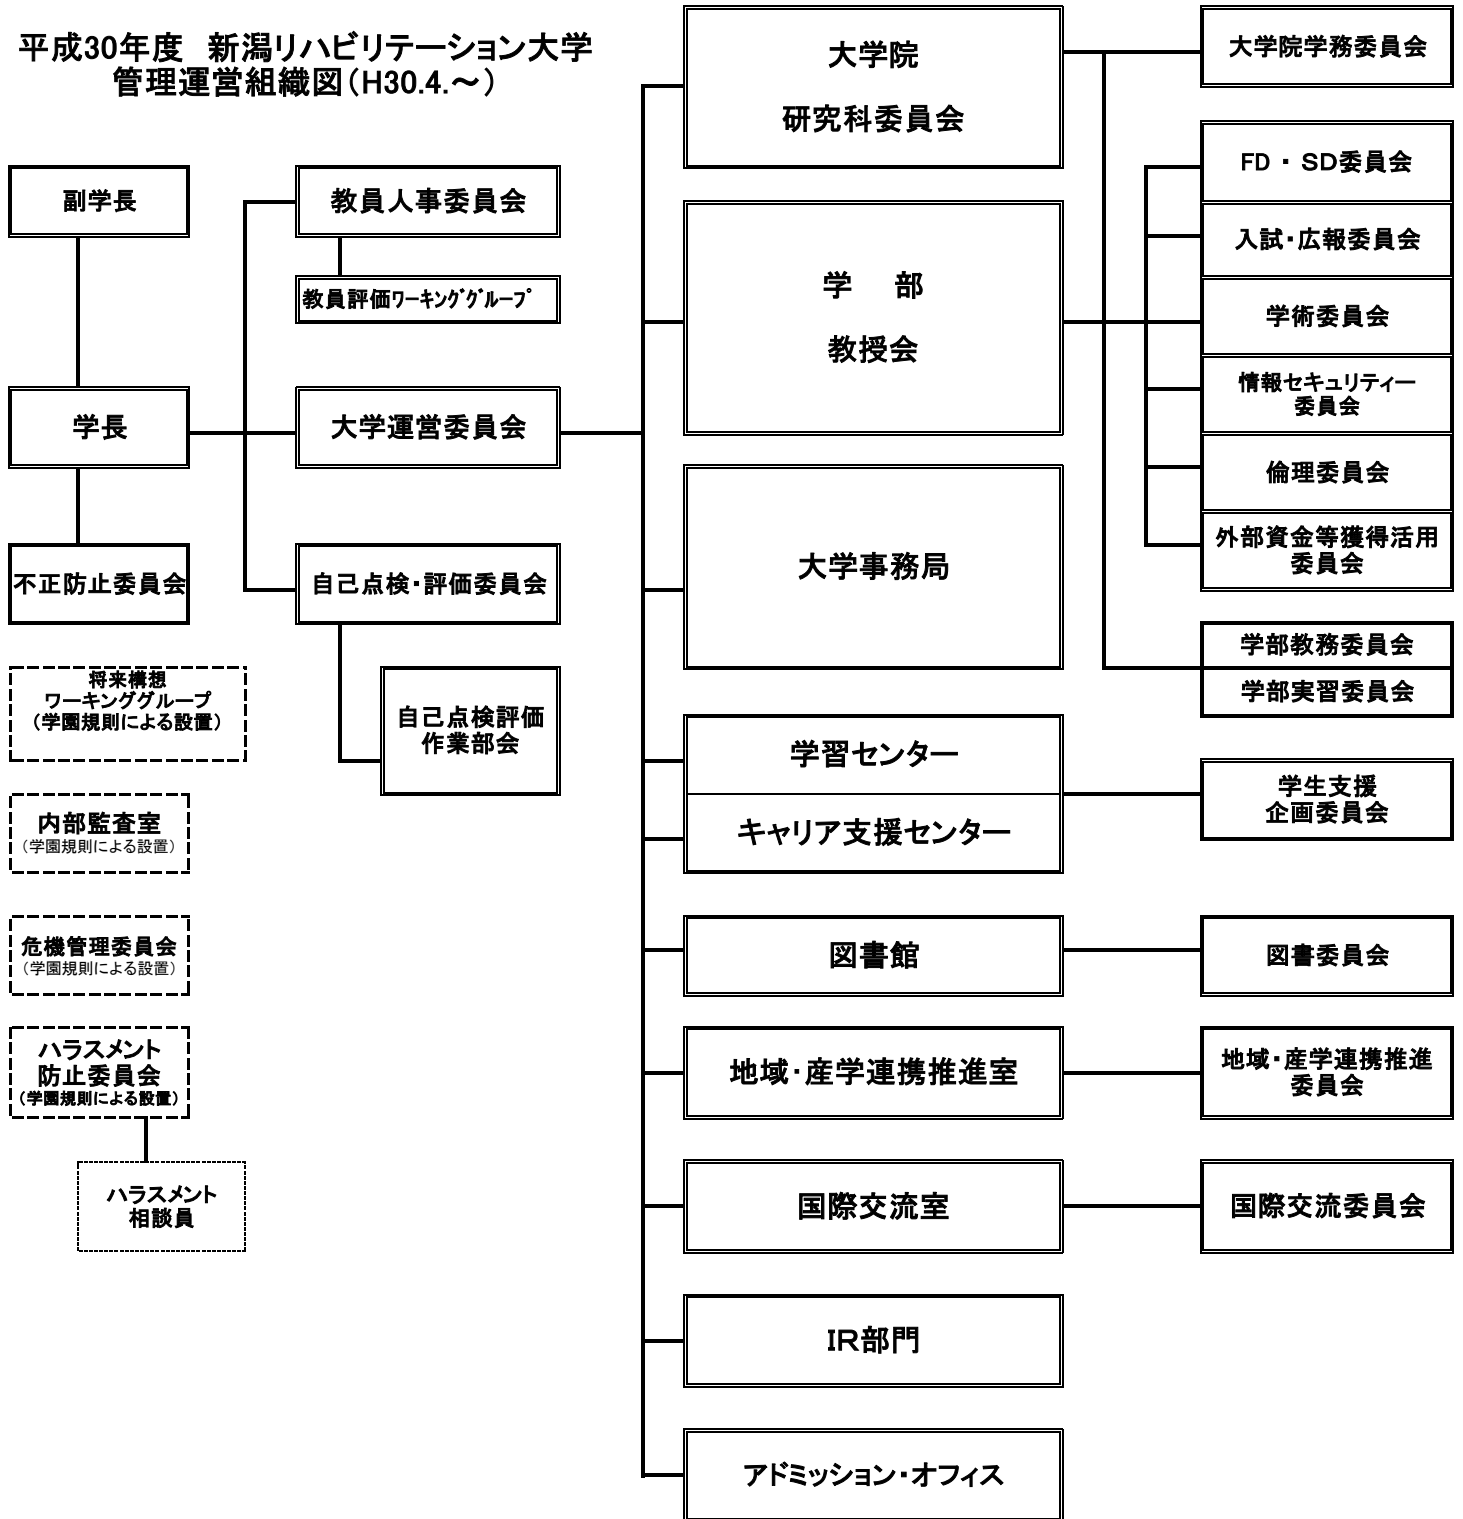 平成30年度　新潟リハビリテーション大学
管理運営組織図(H30.4.～)
副学長
学長
不正防止委員会
将来構想
ワーキンググループ
(学園規則による設置)
内部監査室
(学園規則による設置)
危機管理委員会
(学園規則による設置)
ハラスメント
防止委員会
(学園規則による設置)
ハラスメント
相談員
教員人事委員会
教員評価ﾜｰｷﾝｸﾞｸﾞﾙｰﾌﾟ
大学運営委員会
自己点検・評価委員会
自己点検評価
作業部会
大学院
研究科委員会
学　部
教授会
大学事務局
学習センター
キャリア支援センター
図書館
地域・産学連携推進室
国際交流室
IR部門
アドミッション・オフィス
大学院学務委員会
FD ・ SD委員会
入試・広報委員会
学術委員会
情報セキュリティー
委員会
倫理委員会
外部資金等獲得活用
委員会
学部教務委員会
学部実習委員会
学生支援
企画委員会
図書委員会
地域・産学連携推進
委員会
国際交流委員会